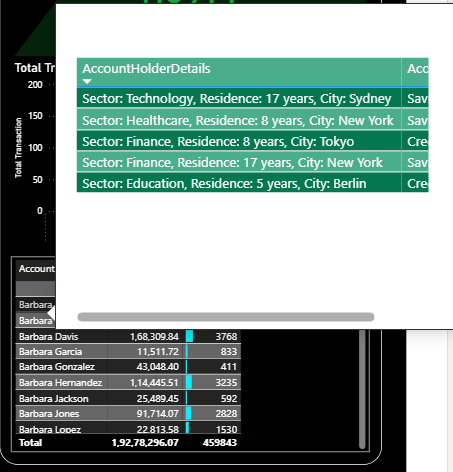 AccountHolderDetails Acc
Sector: Technology, Residence: 17 years, City: Sydney Sav
Sector: Healthcare, Residence: 8 years, City: New York Sav
Sector: Finance, Residence: 8 years, City: Tokyo Cre
Sector: Finance, Residence: 17 years, City: New York Sav
Sector: Education, Residence: 5 years, City: Berlin Cre
Total Tr
200
150
100
50
0
Total Transaction
Account
Barbara
Barbara
Barbara Davis 1,68,309.84 3768
Barbara Garcia 11,511.72 833
Barbara Gonzalez 43,048.40 411
Barbara Hernandez 1,14,445.51 3235
Barbara Jackson 25,489.45 592
Barbara Jones 91,714.07 2828
Barbara Lopez 22,813.58 1530
Total 1,92,78,296.07 459843